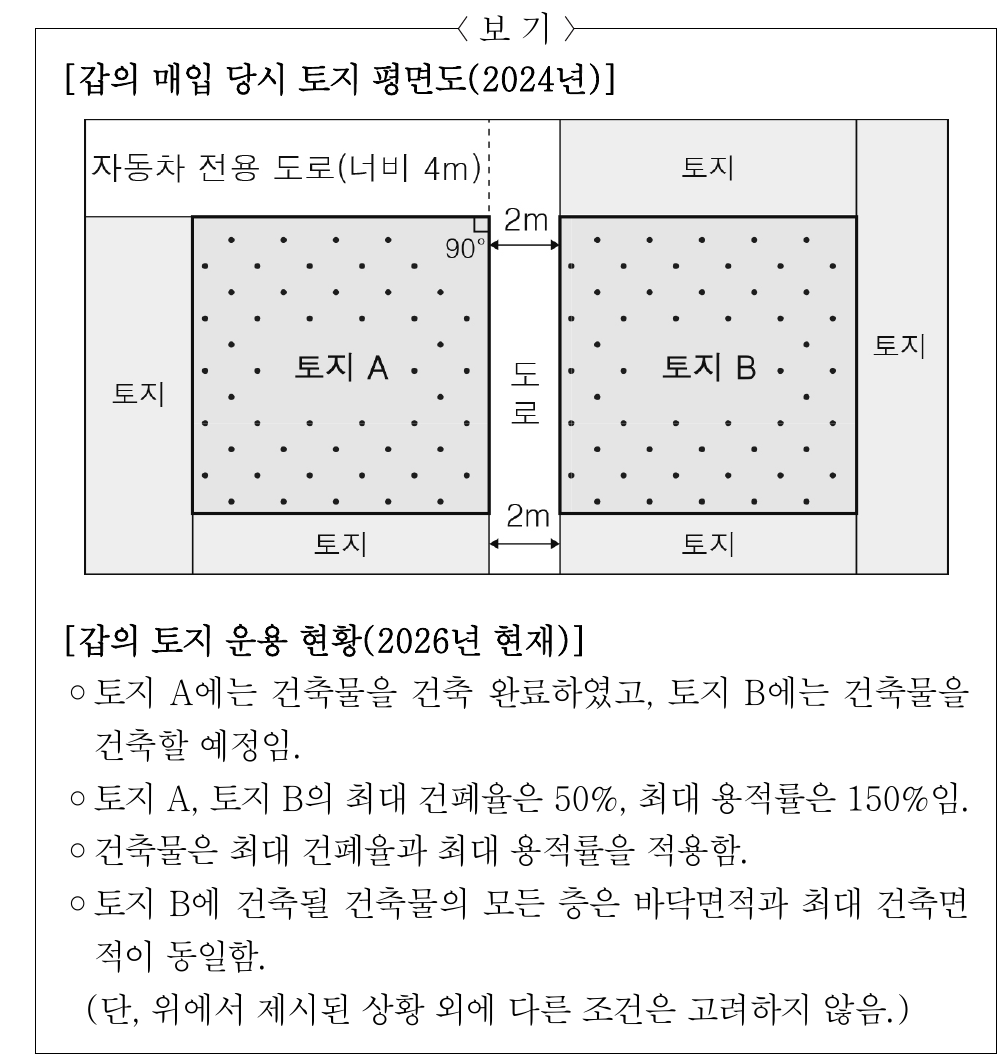 〈 보 기 〉
[갑의 매입 당시 토지 평면도(2024년)]
자동차 전용 도로(너비 4m)
토지
2m
90°
토지 A
도
로
토지 B
토지
토지
2m
토지
토지
[갑의 토지 운용 현황(2026년 현재)]
○ 토지 A에는 건축물을 건축 완료하였고, 토지 B에는 건축물을
건축할 예정임.
○ 토지 A, 토지 B의 최대 건폐율은 50%, 최대 용적률은 150%임.
○ 건축물은 최대 건폐율과 최대 용적률을 적용함.
○ 토지 B에 건축될 건축물의 모든 층은 바닥면적과 최대 건축면
적이 동일함.
(단, 위에서 제시된 상황 외에 다른 조건은 고려하지 않음.)